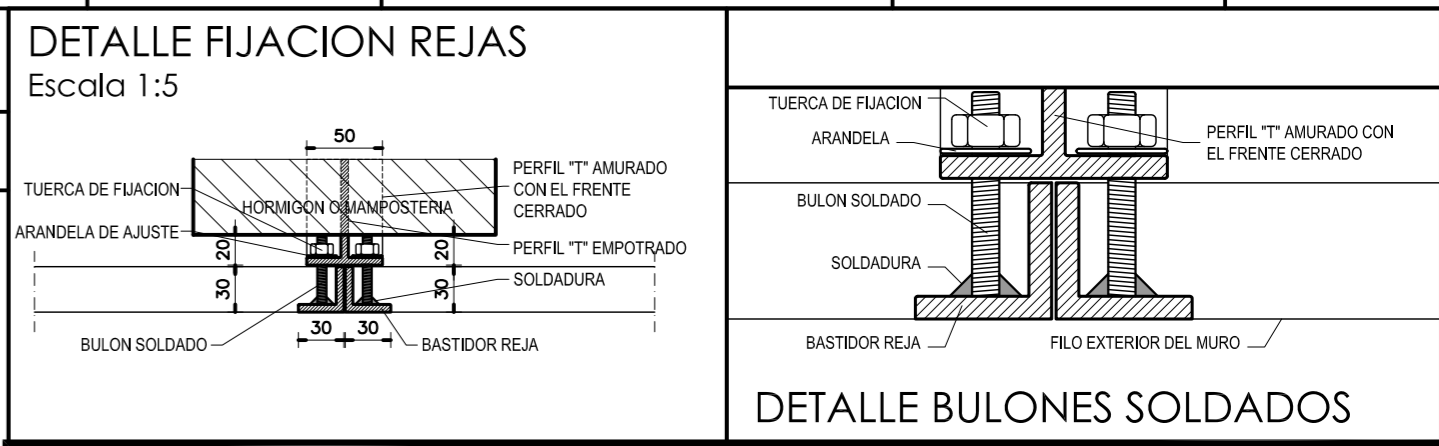 DETALLE FIJACION REJAS
Escala 1:5
50
TUERCA DE FIJACION
PERFIL "T" AMURADO
CON EL FRENTE
CERRADO
HORMIGON O MAMPOSTERIA
ARANDELA DE AJUSTE
20
20
PERFIL "T" EMPOTRADO
30
30
SOLDADURA
30
30
BULON SOLDADO
BASTIDOR REJA
TUERCA DE FIJACION
ARANDELA
PERFIL "T" AMURADO CON
EL FRENTE CERRADO
BULON SOLDADO
SOLDADURA
BASTIDOR REJA
FILO EXTERIOR DEL MURO
DETALLE BULONES SOLDADOS